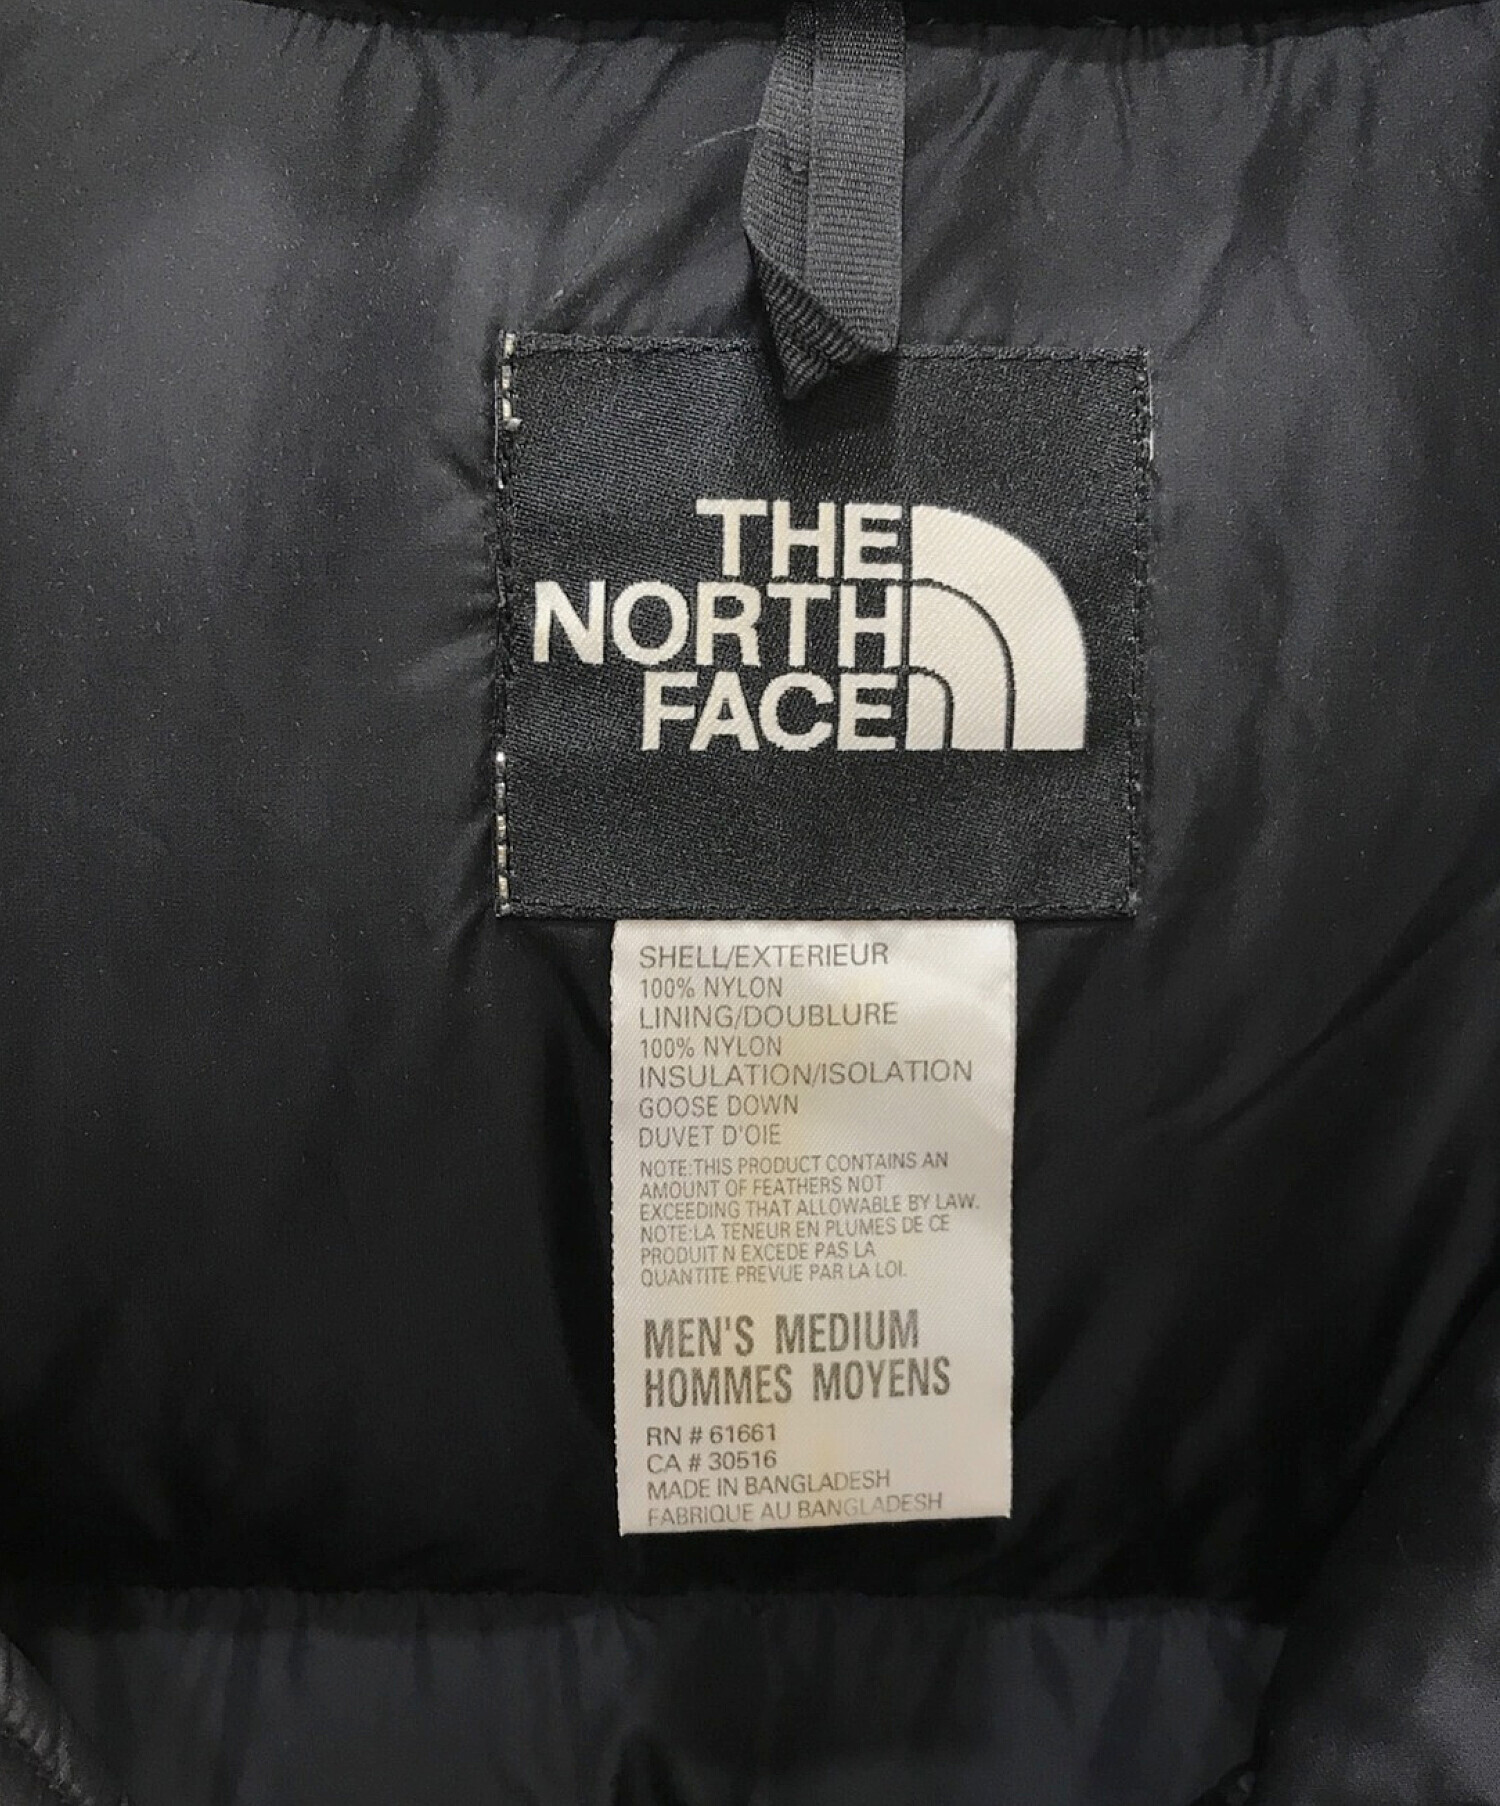 THE
NORTH
FACE
SHELL/EXTERIEUR
100% NYLON
LINING/DOUBLURE
100% NYLON
INSULATION/ISOLATION
GOOSE DOWN
DUVET D'OIE
NOTE:THIS PRODUCT CONTAINS AN
AMOUNT OF FEATHERS NOT
EXCEEDING THAT ALLOWABLE BY LAW.
NOTE:LA TENEUR EN PLUMES DE CE
PRODUIT N EXCEDE PAS LA
QUANTITE PREVUE PAR LA LOI.
MEN'S MEDIUM
HOMMES MOYENS
RN # 61661
CA # 30516
MADE IN BANGLADESH
FABRIQUE AU BANGLADESH